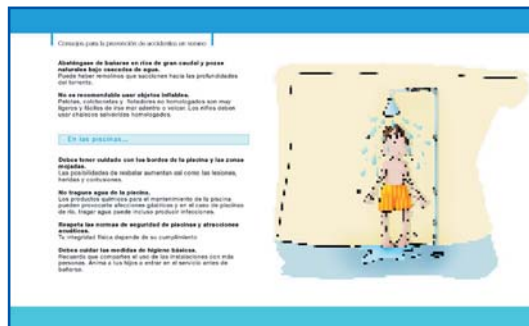 Consejos para la prevención de accidentes en verano
Absténgase de bañarse en ríos de gran caudal y pozas
naturales bajo cascadas de agua.
Puede haber remolinos que succionen hacia las profundidades
del torrente.
No es recomendable usar objetos inflables.
Pelotas, colchonetas y flotadores no homologados son muy
ligeros y fáciles de irse mar adentro o volcar. Los niños deben
usar chalecos salvavidas homologados.
En las piscinas...
Debes tener cuidado con los bordes de la piscina y las zonas
mojadas.
Las posibilidades de resbalar aumentan así como las lesiones,
heridas y contusiones.
No tragure agua de la piscina.
Los productos químicos para el mantenimiento de la piscina
pueden provocarte afecciones gástricas y en el caso de piscinas
de río, tragar agua puede incluso producir infecciones.
Respeta las normas de seguridad de piscinas y atracciones
acuáticas.
Tu integridad física depende de su cumplimiento
Debes cuidar las medidas de higiene básicas.
Recuerda que compartes el uso de las instalaciones con más
personas. Anima a tus hijos a entrar en el servicio antes de
bañarse.